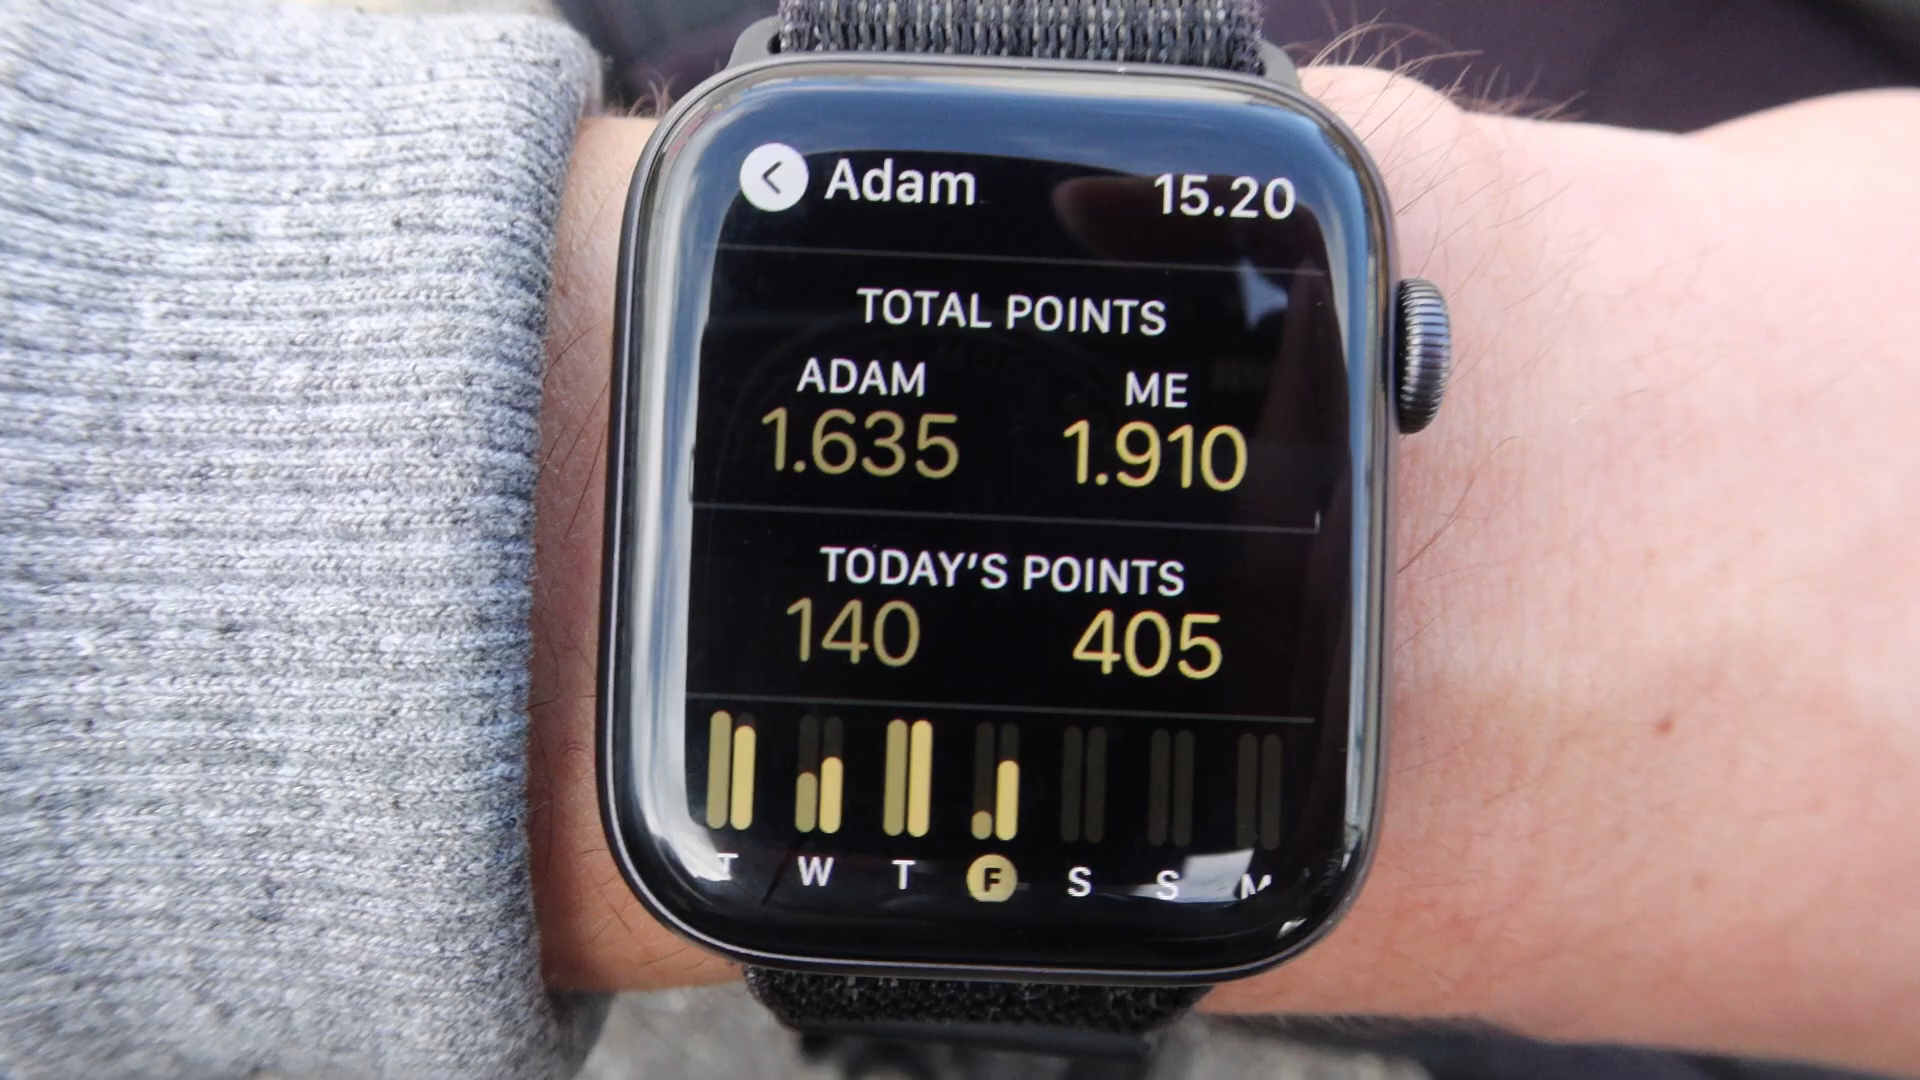 Adam 15.20
TOTAL POINTS
ADAM ME
1.635 1.910
TODAY'S POINTS
140 405
T W T F S S M